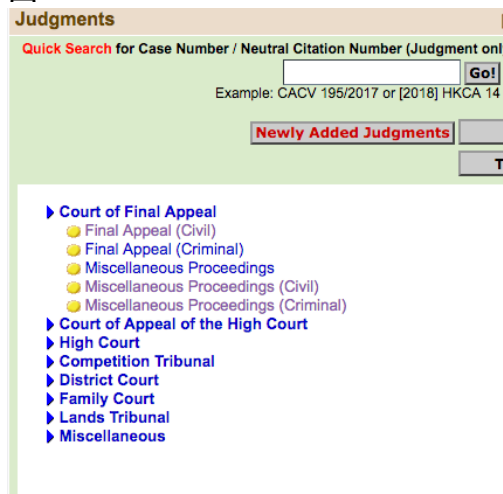 Judgments
Quick Search for Case Number / Neutral Citation Number (Judgment onl
Go!
Example: CACV 195/2017 or [2018] HKCA 14
Newly Added Judgments
T
Court of Final Appeal
Final Appeal (Civil)
Final Appeal (Criminal)
Miscellaneous Proceedings
Miscellaneous Proceedings (Civil)
Miscellaneous Proceedings (Criminal)
Court of Appeal of the High Court
High Court
Competition Tribunal
District Court
Family Court
Lands Tribunal
Miscellaneous